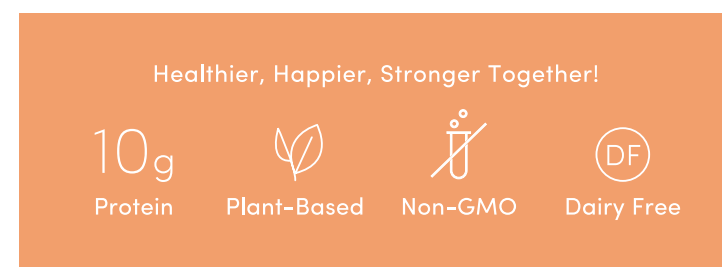 Healthier, Happier, Stronger Together!
10g
DF
Protein
Plant-Based
Non-GMO
Dairy Free